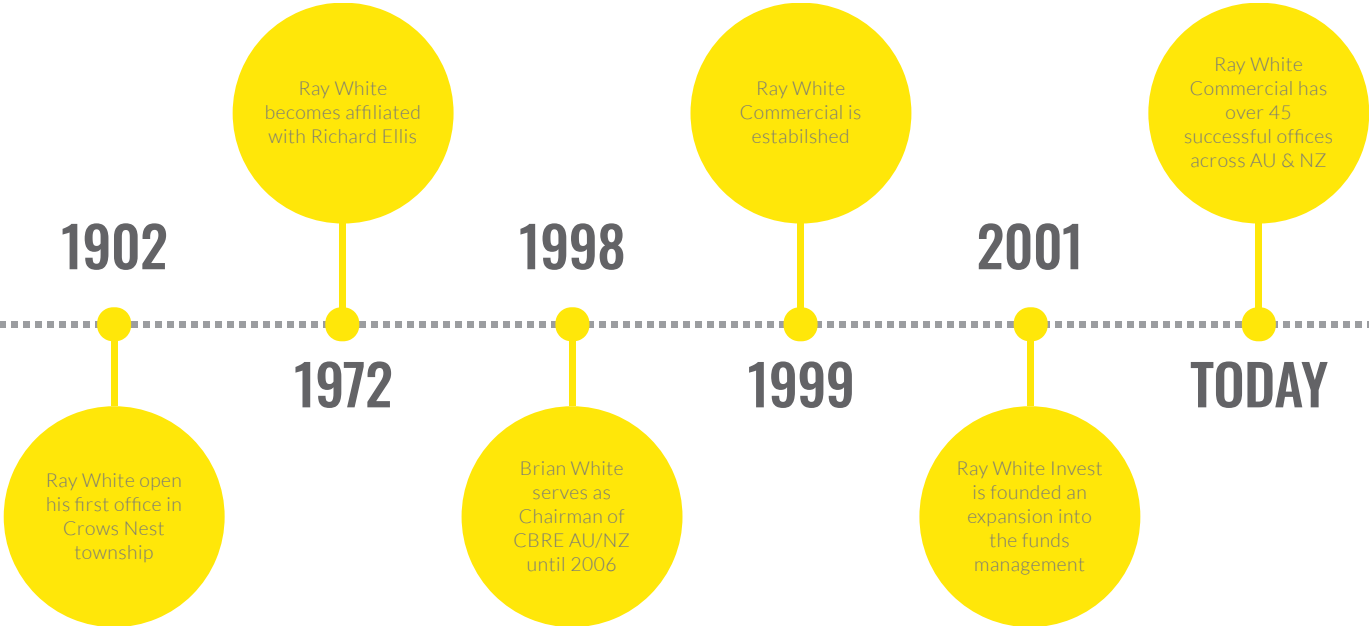 1902
Ray White open
his first office in
Crows Nest
township
Ray White
becomes affiliated
with Richard Ellis
1972
1998
Brian White
serves as
Chairman of
CBRE AU/NZ
until 2006
Ray White
Commercial is
estabilshed
1999
2001
Ray White Invest
is founded an
expansion into
the funds
management
Ray White
Commercial has
over 45
successful offices
across AU & NZ
TODAY